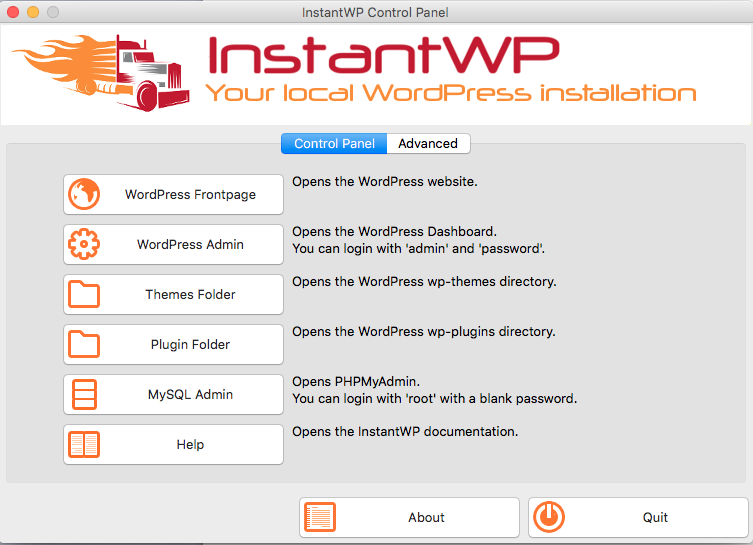 InstantWP Control Panel
InstantWP
Your local WordPress installation
Control Panel
Advanced
WordPress Frontpage
Opens the WordPress website.
WordPress Admin
Opens the WordPress Dashboard.
You can login with 'admin' and 'password'.
Themes Folder
Opens the WordPress wp-themes directory.
Plugin Folder
Opens the WordPress wp-plugins directory.
MySQL Admin
Opens PHPMyAdmin.
You can login with 'root' with a blank password.
Help
Opens the InstantWP documentation.
About
Quit